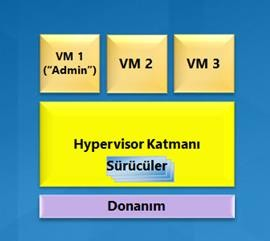 VM 1
("Admin")
VM 2
VM 3
Hypervisor Katmanı
Sürücüler
Donanım